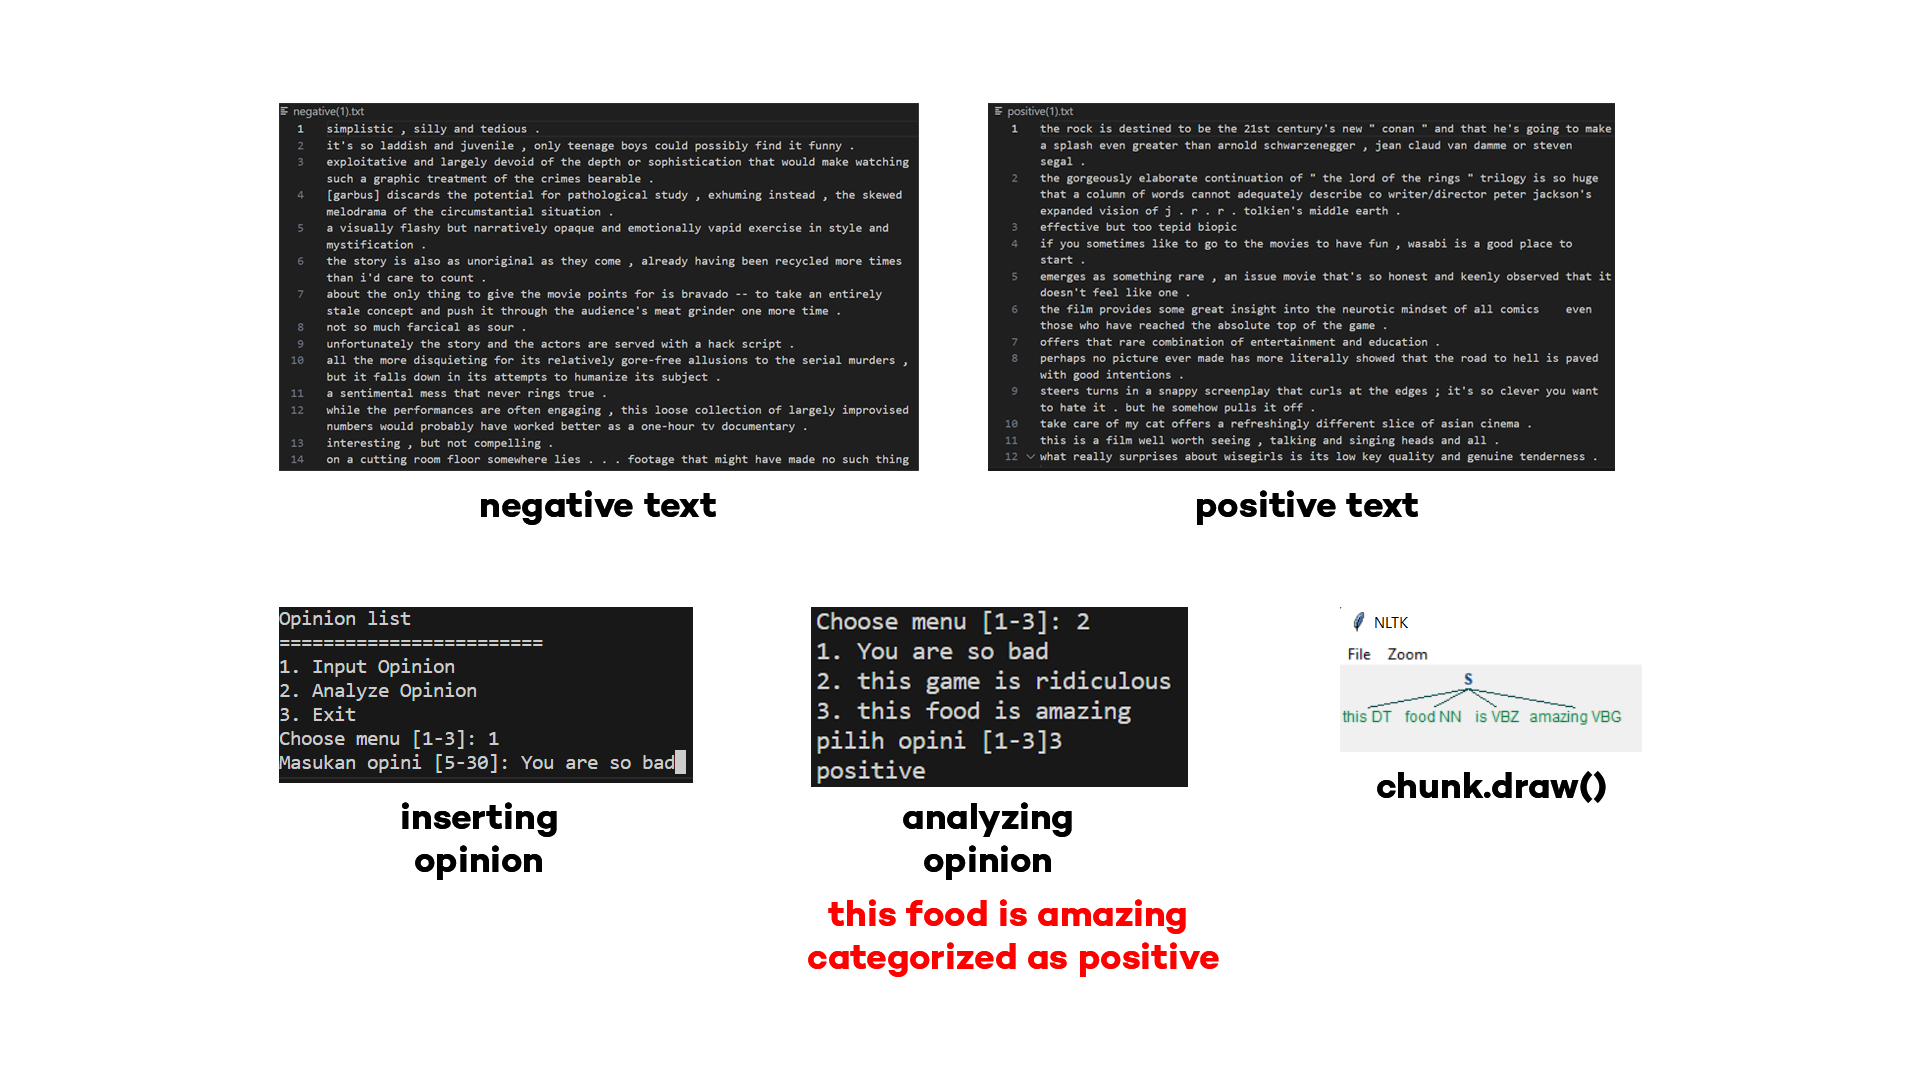 negative(1).txt
1 simplistic , silly and tedious .
2 it's so laddish and juvenile , only teenage boys could possibly find it funny .
3 exploitative and largely devoid of the depth or sophistication that would make watching
such a graphic treatment of the crimes bearable .
4 [garbus] discards the potential for pathological study , exhuming instead , the skewed
melodrama of the circumstantial situation .
5 a visually flashy but narratively opaque and emotionally vapid exercise in style and
mystification .
6 the story is also as unoriginal as they come , already having been recycled more times
than i'd care to count .
7 about the only thing to give the movie points for is bravado -- to take an entirely
stale concept and push it through the audience's meat grinder one more time .
8 not so much farcical as sour .
9 unfortunately the story and the actors are served with a hack script .
10 all the more disquieting for its relatively gore-free allusions to the serial murders ,
but it falls down in its attempts to humanize its subject .
11 a sentimental mess that never rings true .
12 while the performances are often engaging , this loose collection of largely improvised
numbers would probably have worked better as a one-hour tv documentary .
13 interesting , but not compelling .
14 on a cutting room floor somewhere lies . . . footage that might have made no such thing
negative text
positive(1).txt
1 the rock is destined to be the 21st century's new " conan " and that he's going to make
a splash even greater than arnold schwarzenegger , jean claud van damme or steven
segal .
2 the gorgeously elaborate continuation of " the lord of the rings " trilogy is so huge
that a column of words cannot adequately describe co writer/director peter jackson's
expanded vision of j . r . r . tolkien's middle earth .
3 effective but too tepid biopic
4 if you sometimes like to go to the movies to have fun , wasabi is a good place to
start .
5 emerges as something rare , an issue movie that's so honest and keenly observed that it
doesn't feel like one .
6 the film provides some great insight into the neurotic mindset of all comics    even
those who have reached the absolute top of the game .
7 offers that rare combination of entertainment and education .
8 perhaps no picture ever made has more literally showed that the road to hell is paved
with good intentions .
9 steers turns in a snappy screenplay that curls at the edges ; it's so clever you want
to hate it . but he somehow pulls it off .
10 take care of my cat offers a refreshingly different slice of asian cinema .
11 this is a film well worth seeing , talking and singing heads and all .
12 what really surprises about wisegirls is its low key quality and genuine tenderness .
positive text
Opinion list
========================
1. Input Opinion
2. Analyze Opinion
3. Exit
Choose menu [1-3]: 1
Masukan opini [5-30]: You are so bad
inserting
opinion
Choose menu [1-3]: 2
1. You are so bad
2. this game is ridiculous
3. this food is amazing
pilih opini [1-3]3
positive
analyzing
opinion
this food is amazing
categorized as positive
NLTK
File Zoom
S
this DT food NN is VBZ amazing VBG
chunk.draw()